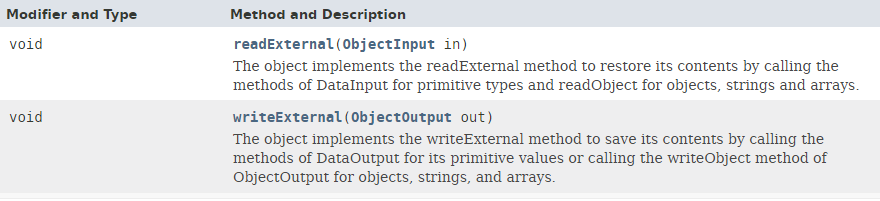 Modifier and Type Method and Description
void readExternal(ObjectInput in)
The object implements the readExternal method to restore its contents by calling the
methods of DataInput for primitive types and readObject for objects, strings and arrays.
void writeExternal(ObjectOutput out)
The object implements the writeExternal method to save its contents by calling the
methods of DataOutput for its primitive values or calling the writeObject method of
ObjectOutput for objects, strings, and arrays.